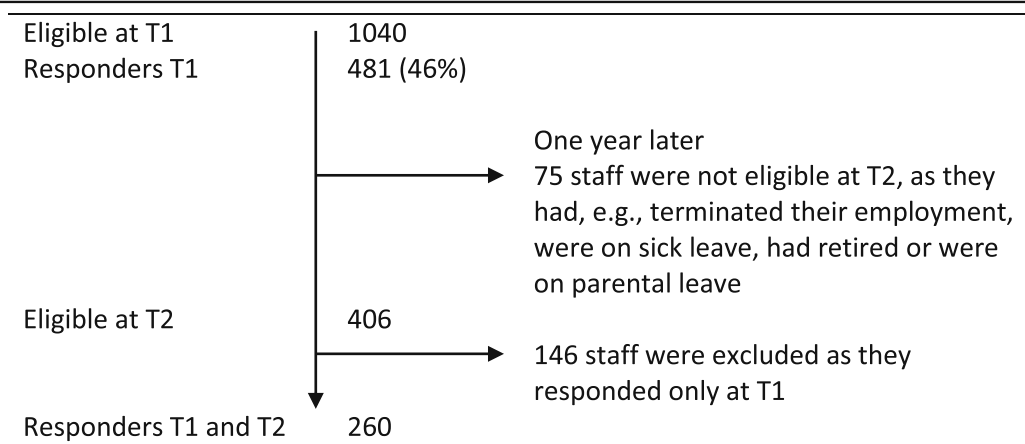 Eligible at T1 1040
Responders T1 481 (46%)
One year later
75 staff were not eligible at T2, as they
had, e.g., terminated their employment,
were on sick leave, had retired or were
on parental leave
Eligible at T2 406
146 staff were excluded as they
responded only at T1
Responders T1 and T2 260